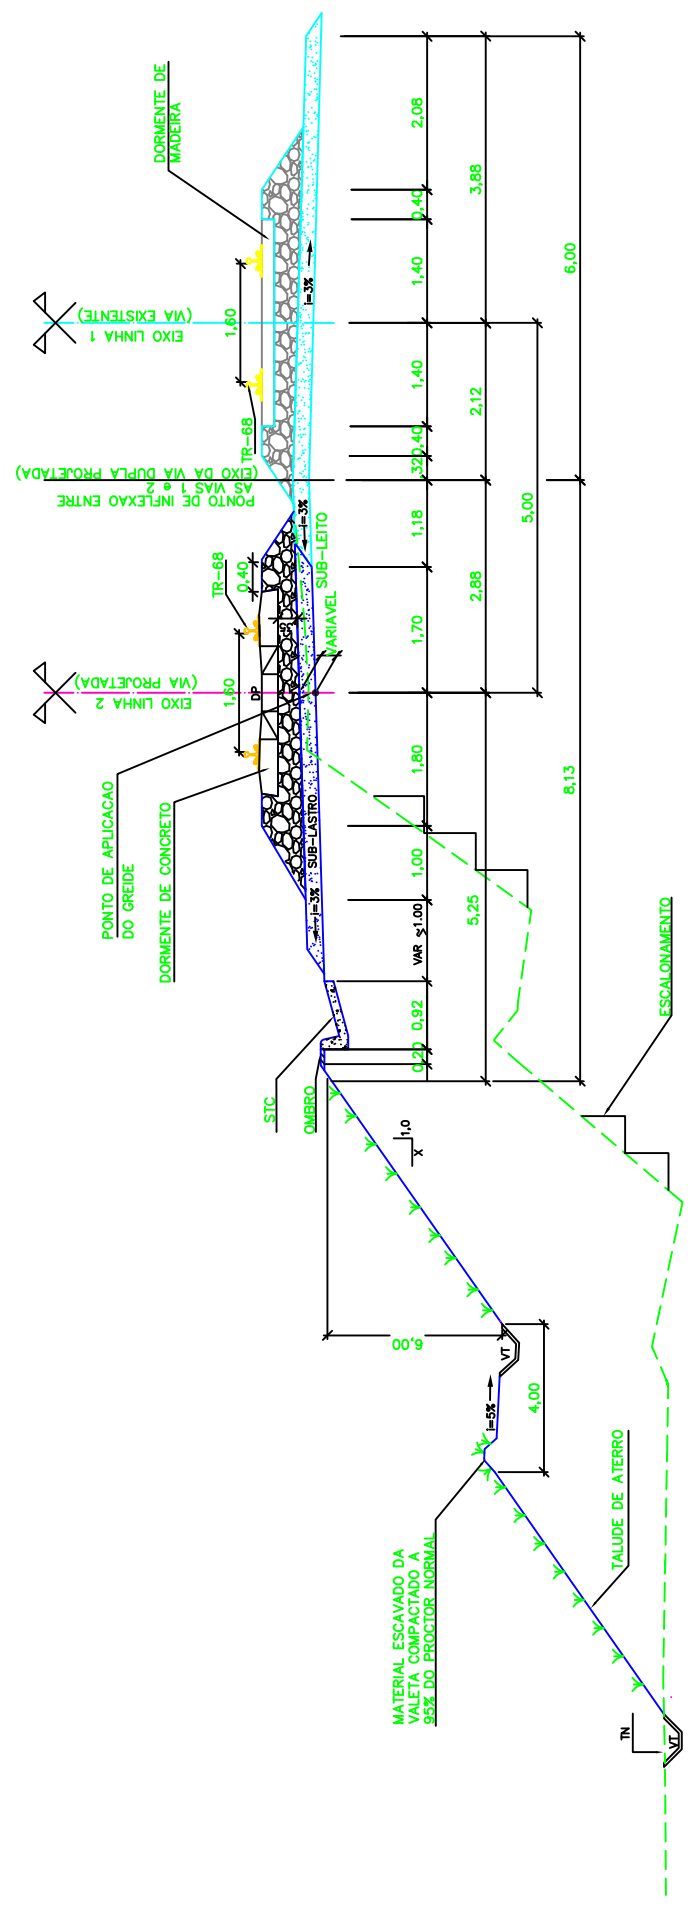 DORMENTE DE
MADEIRA
2,08
3,88
0,40
6,00
1,40
i=3%
1,60
EIXO LINHA 1
(VIA EXISTENTE)
1,40
2,12
TR-68
0,40
,32
PONTO DE INFLEXAO ENTRE
AS VIAS 1 e 2
(EIXO DA VIA DUPLA PROJETADA)
5,00
1,18
i=3%
SUB-LEITO
TR-68
0,40
2,88
VARIAVEL
1,70
EIXO LINHA 2
(VIA PROJETADA)
1,60
DP
1,80
8,13
PONTO DE APLICACAO
DO GREIDE
DORMENTE DE CONCRETO
SUB-LASTRO
1,00
i=3%
5,25
VAR >1.00
0,92
0,20
ESCALONAMENTO
STC
OMBRO
1,0
X
6,00
VT
i=5%
4,00
MATERIAL ESCAVADO DA
VALETA COMPACTADO A
95% DO PROCTOR NORMAL
TALUDE DE ATERRO
TN
VT